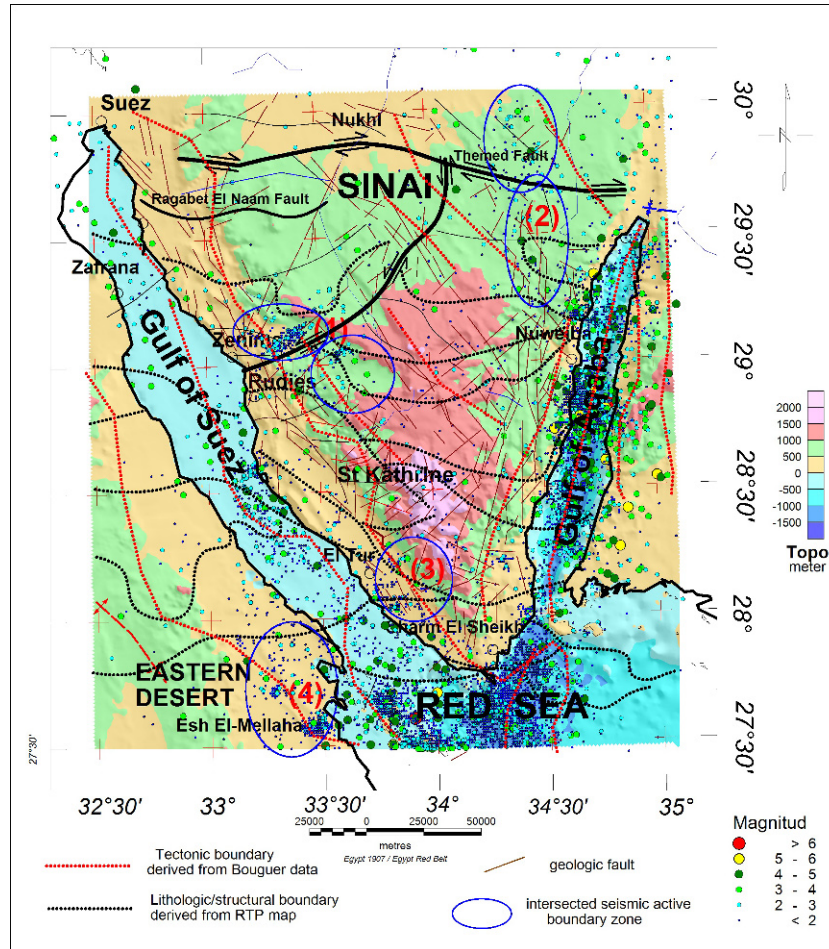 Suez
Nukhl
30°
Themed Fault
SINAI
Ragabet El Naam Fault
(2)
29°30'
Zafrana
Zenima
(1)
Nuweiba
29°
Rudies
Gulf of Suez
Gulf of Aqaba
2000
1500
1000
500
0
-500
-1000
-1500
Topo
meter
St Kathrine
28°30'
El Tur
(3)
Sharm El Sheikh
28°
EASTERN
DESERT
(4)
RED SEA
Esh El-Mellaha
27°30'
27°30'
32°30'
33°
33°30'
34°
34°30'
35°
25000 0 25000 50000
metres
Egypt 1907 / Egypt Red Belt
Tectonic boundary
derived from Bouguer data
geologic fault
Lithologic/structural boundary
derived from RTP map
intersected seismic active
boundary zone
Magnitud
> 6
5 - 6
4 - 5
3 - 4
2 - 3
< 2